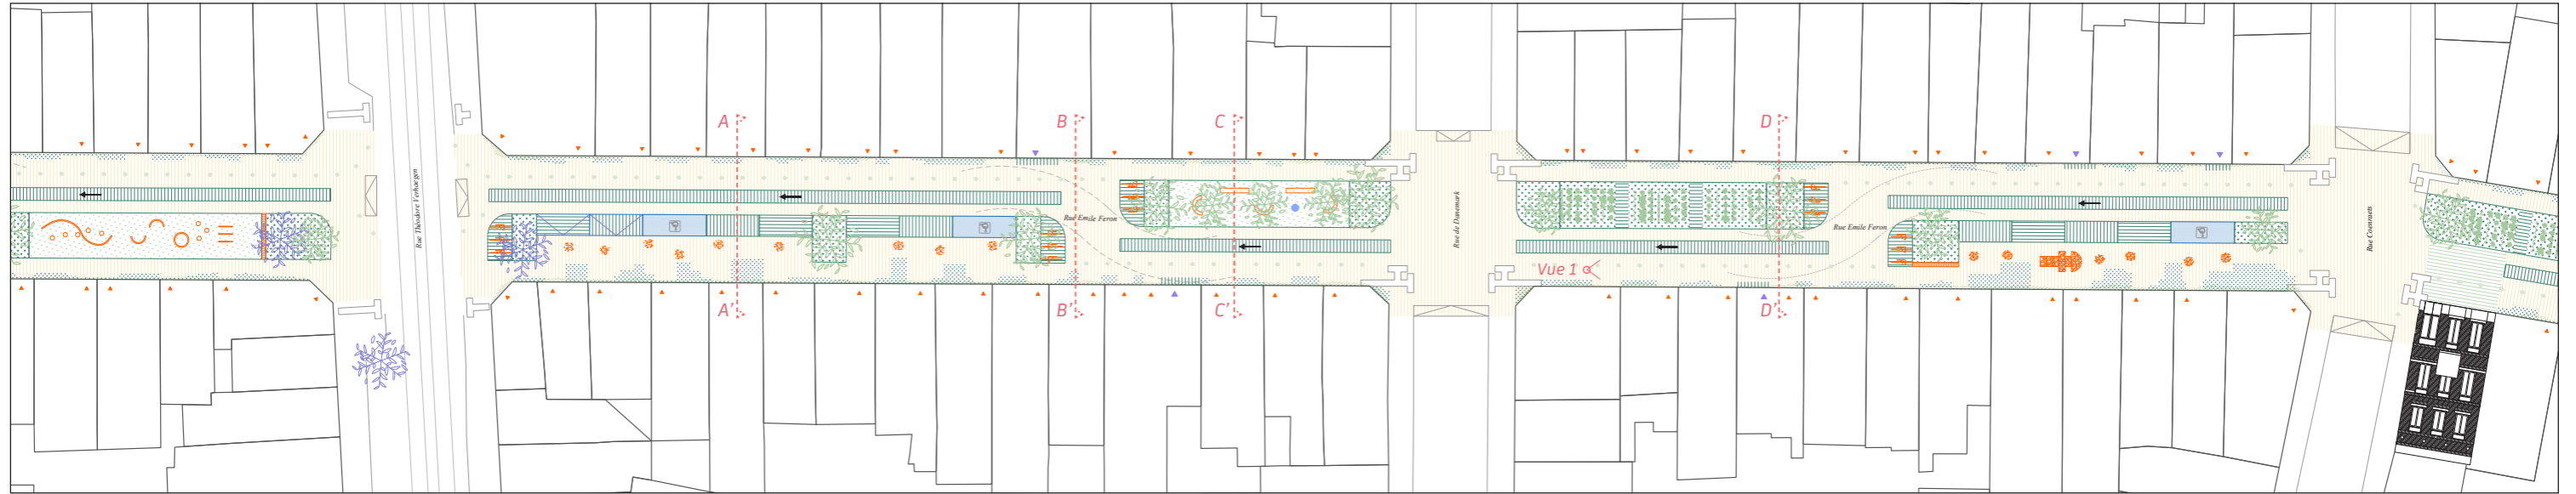 A
B
C
D
Rue Théodore Verhaegen
Rue Emile Feron
Rue de Danemark
Rue Emile Feron
Rue Coenraets
Vue 1
A'
B'
C'
D'